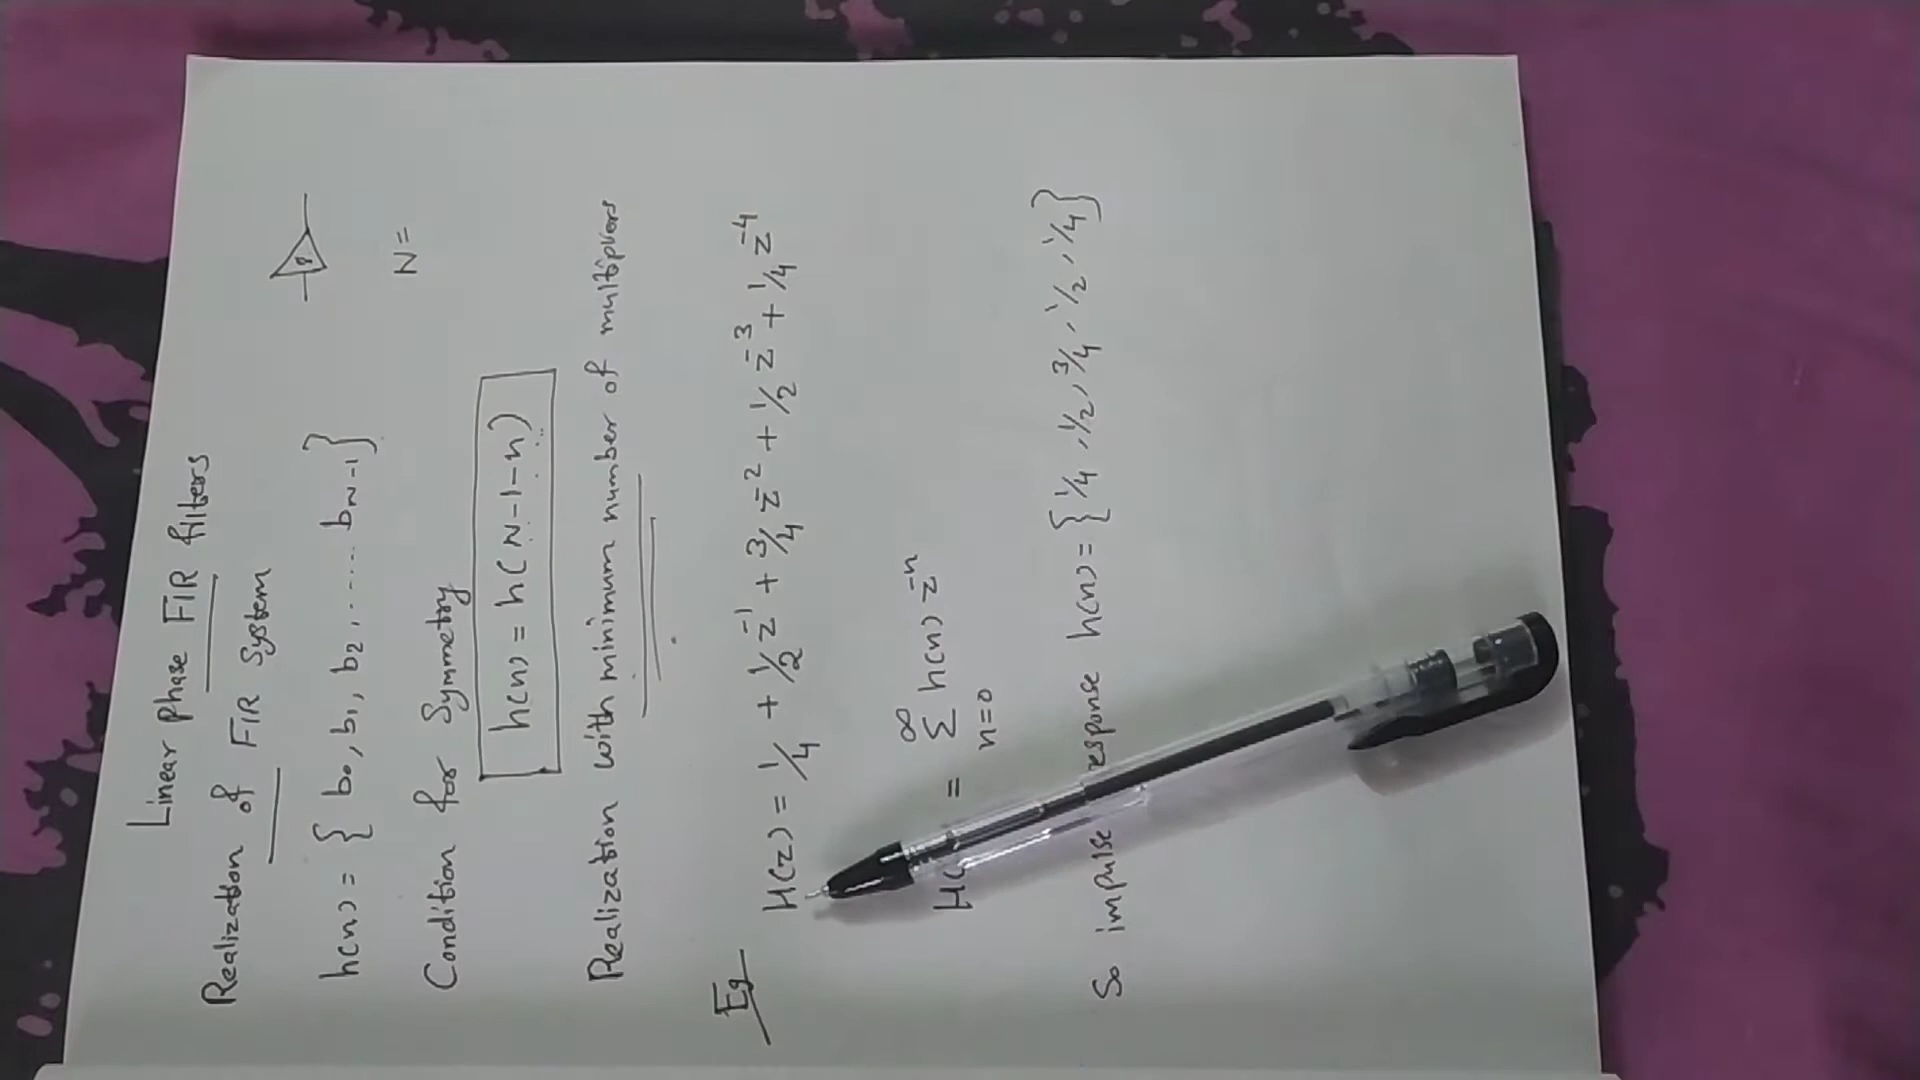 Linear phase FIR filters
Realization of FIR System
h(n) = { b0, b1, b2, ..... bN-1 }
N =
Condition for Symmetry
h(n) = h(N-1-n)
Realization with minimum number of multipliers
Eg
H(z) = 1/4 + 1/2 z^-1 + 3/4 z^-2 + 1/2 z^-3 + 1/4 z^-4
H( = ∞ Σ n=0 h(n) z^-n
So impulse response h(n) = { 1/4, 1/2, 3/4, 1/2, 1/4 }